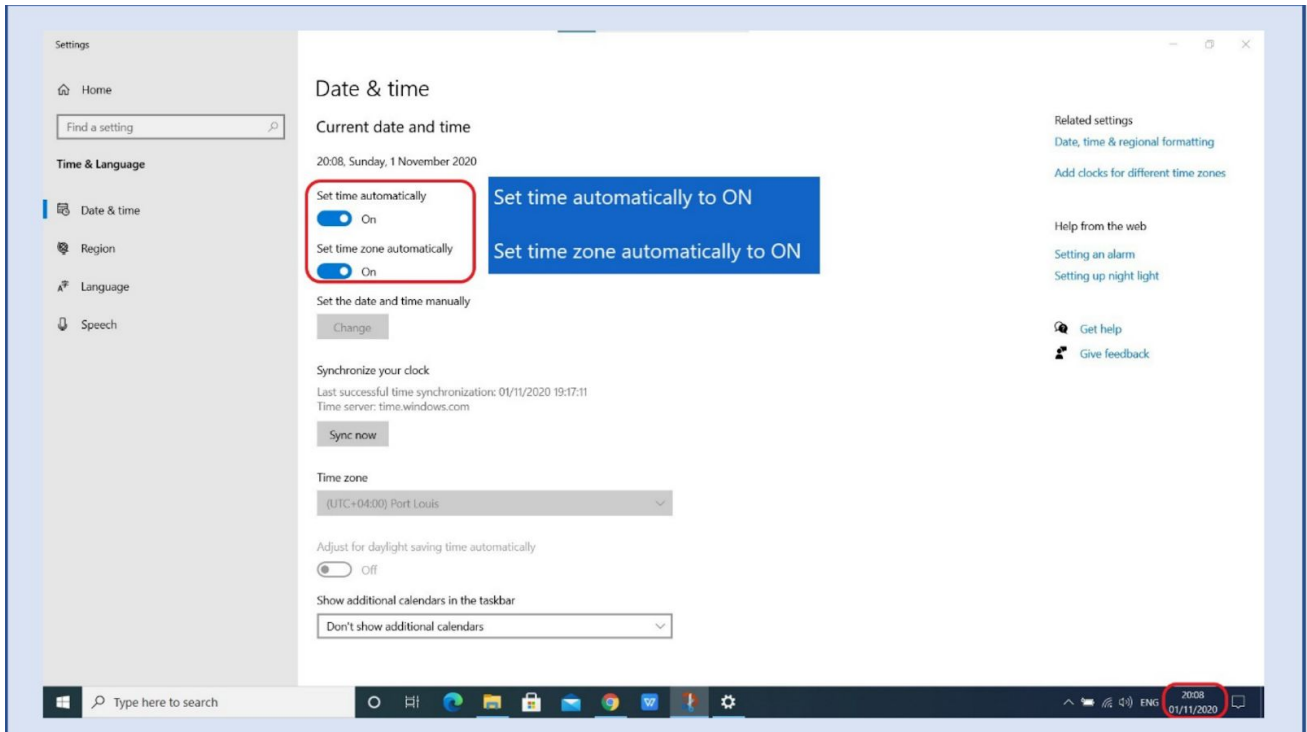 Settings
Home
Find a setting
Time & Language
Date & time
Region
Language
Speech
Date & time
Current date and time
20:08, Sunday, 1 November 2020
Set time automatically
On
Set time zone automatically
On
Set time automatically to ON
Set time zone automatically to ON
Set the date and time manually
Change
Synchronize your clock
Last successful time synchronization: 01/11/2020 19:17:11
Time server: time.windows.com
Sync now
Time zone
(UTC+04:00) Port Louis
Adjust for daylight saving time automatically
Off
Show additional calendars in the taskbar
Don't show additional calendars
Related settings
Date, time & regional formatting
Add clocks for different time zones
Help from the web
Setting an alarm
Setting up night light
Get help
Give feedback
Type here to search
ENG
20:08
01/11/2020